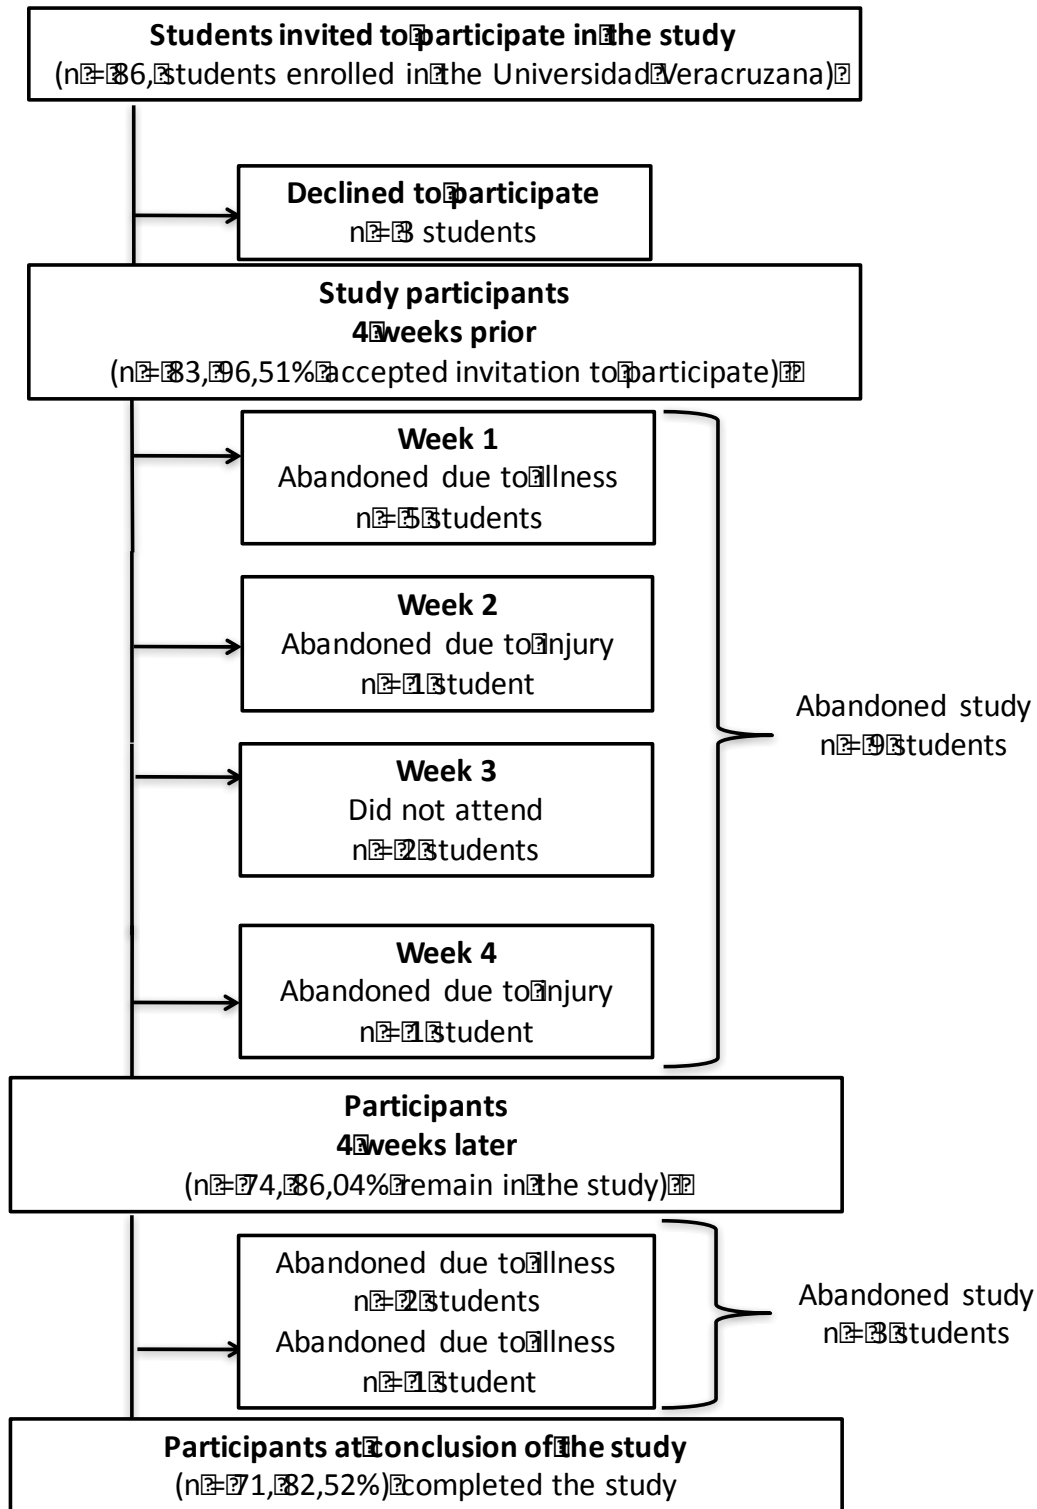 Students invited to participate in the study
(n = 86, students enrolled in the Universidad Veracruzana)
Declined to participate
n = 3 students
Study participants
4 weeks prior
(n = 83, 96,51% accepted invitation to participate)
Week 1
Abandoned due to illness
n = 5 students
Week 2
Abandoned due to injury
n = 1 student
Week 3
Did not attend
n = 2 students
Week 4
Abandoned due to injury
n = 1 student
Abandoned study
n = 9 students
Participants
4 weeks later
(n = 74, 86,04% remain in the study)
Abandoned due to illness
n = 2 students
Abandoned due to illness
n = 1 student
Abandoned study
n = 3 students
Participants at conclusion of the study
(n = 71, 82,52%) completed the study